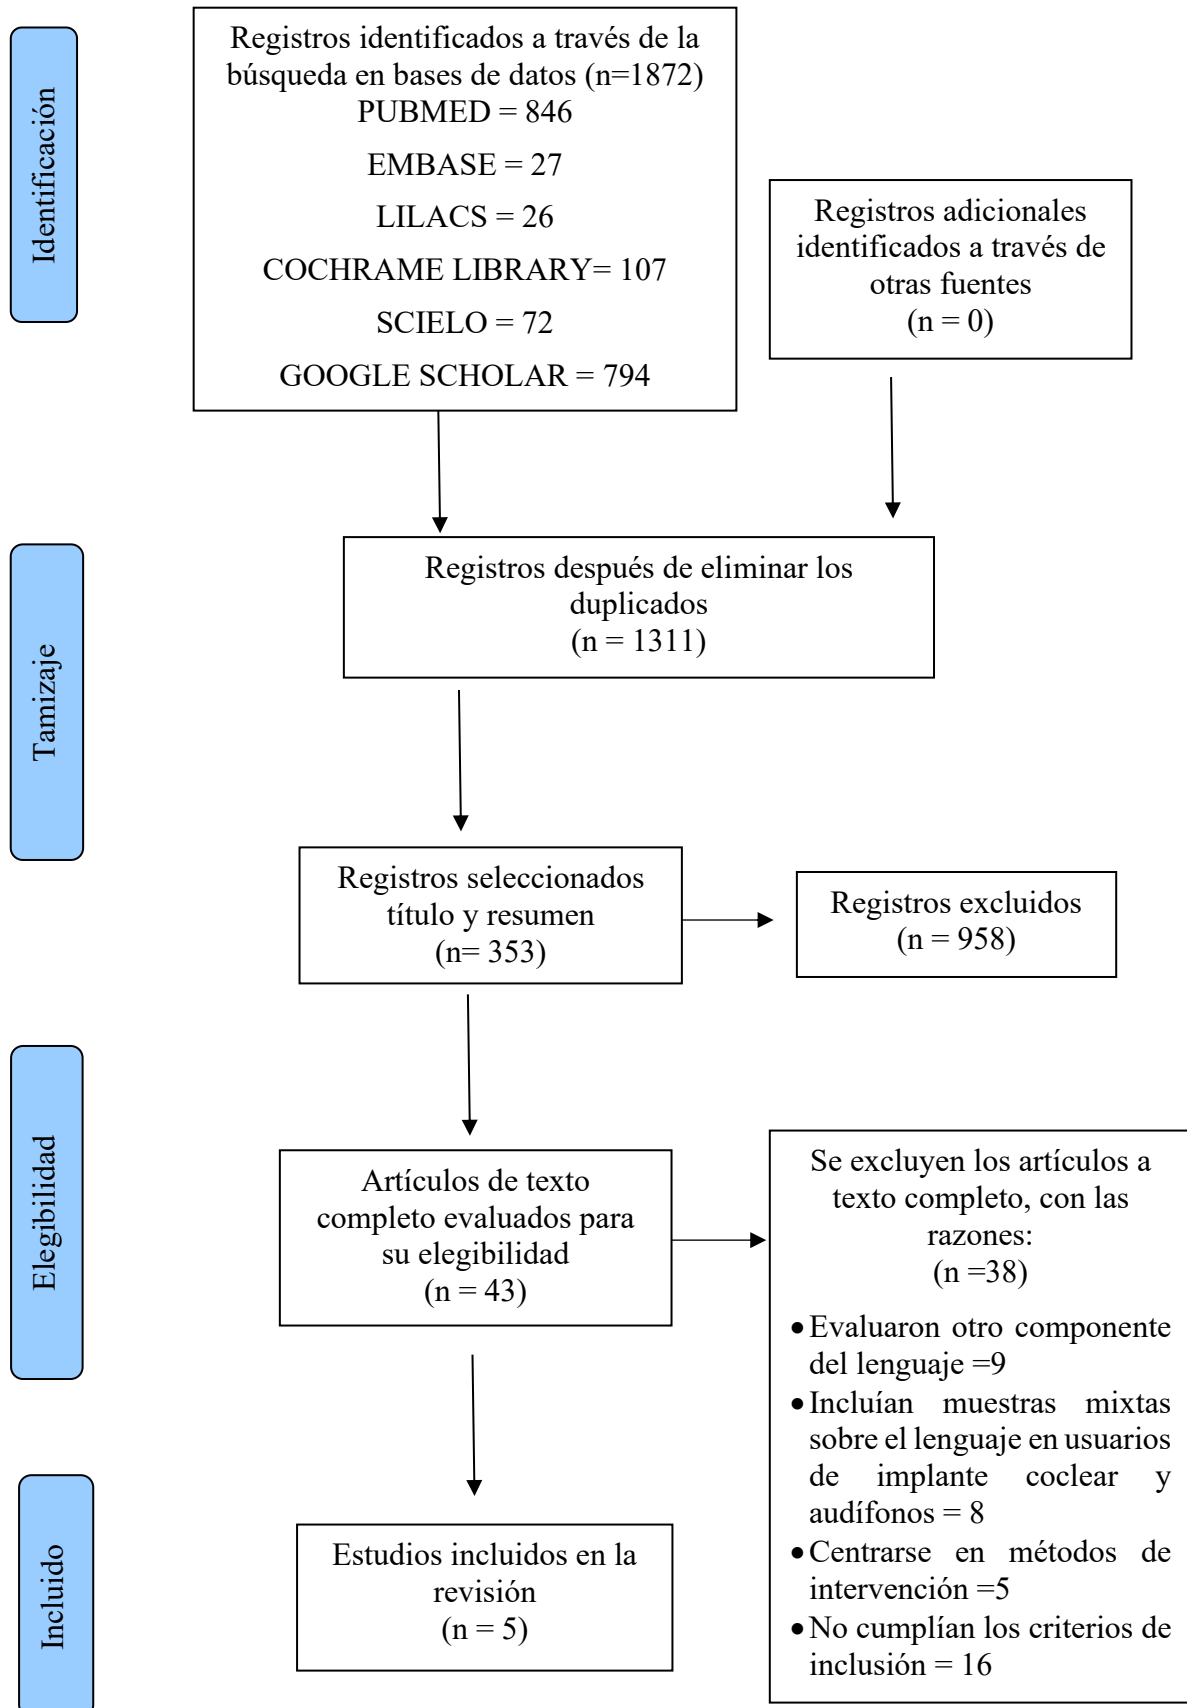 Identificación
Registros identificados a través de la
búsqueda en bases de datos (n=1872)
PUBMED = 846
EMBASE = 27
LILACS = 26
COCHRAME LIBRARY= 107
SCIELO = 72
GOOGLE SCHOLAR = 794
Registros adicionales
identificados a través de
otras fuentes
(n = 0)
Tamizaje
Registros después de eliminar los
duplicados
(n = 1311)
Registros seleccionados
título y resumen
(n= 353)
Registros excluidos
(n = 958)
Elegibilidad
Artículos de texto
completo evaluados para
su elegibilidad
(n = 43)
Se excluyen los artículos a
texto completo, con las
razones:
(n =38)
• Evaluaron otro componente
del lenguaje =9
• Incluían muestras mixtas
sobre el lenguaje en usuarios
de implante coclear y
audífonos = 8
• Centrarse en métodos de
intervención =5
• No cumplían los criterios de
inclusión = 16
Incluido
Estudios incluidos en la
revisión
(n = 5)